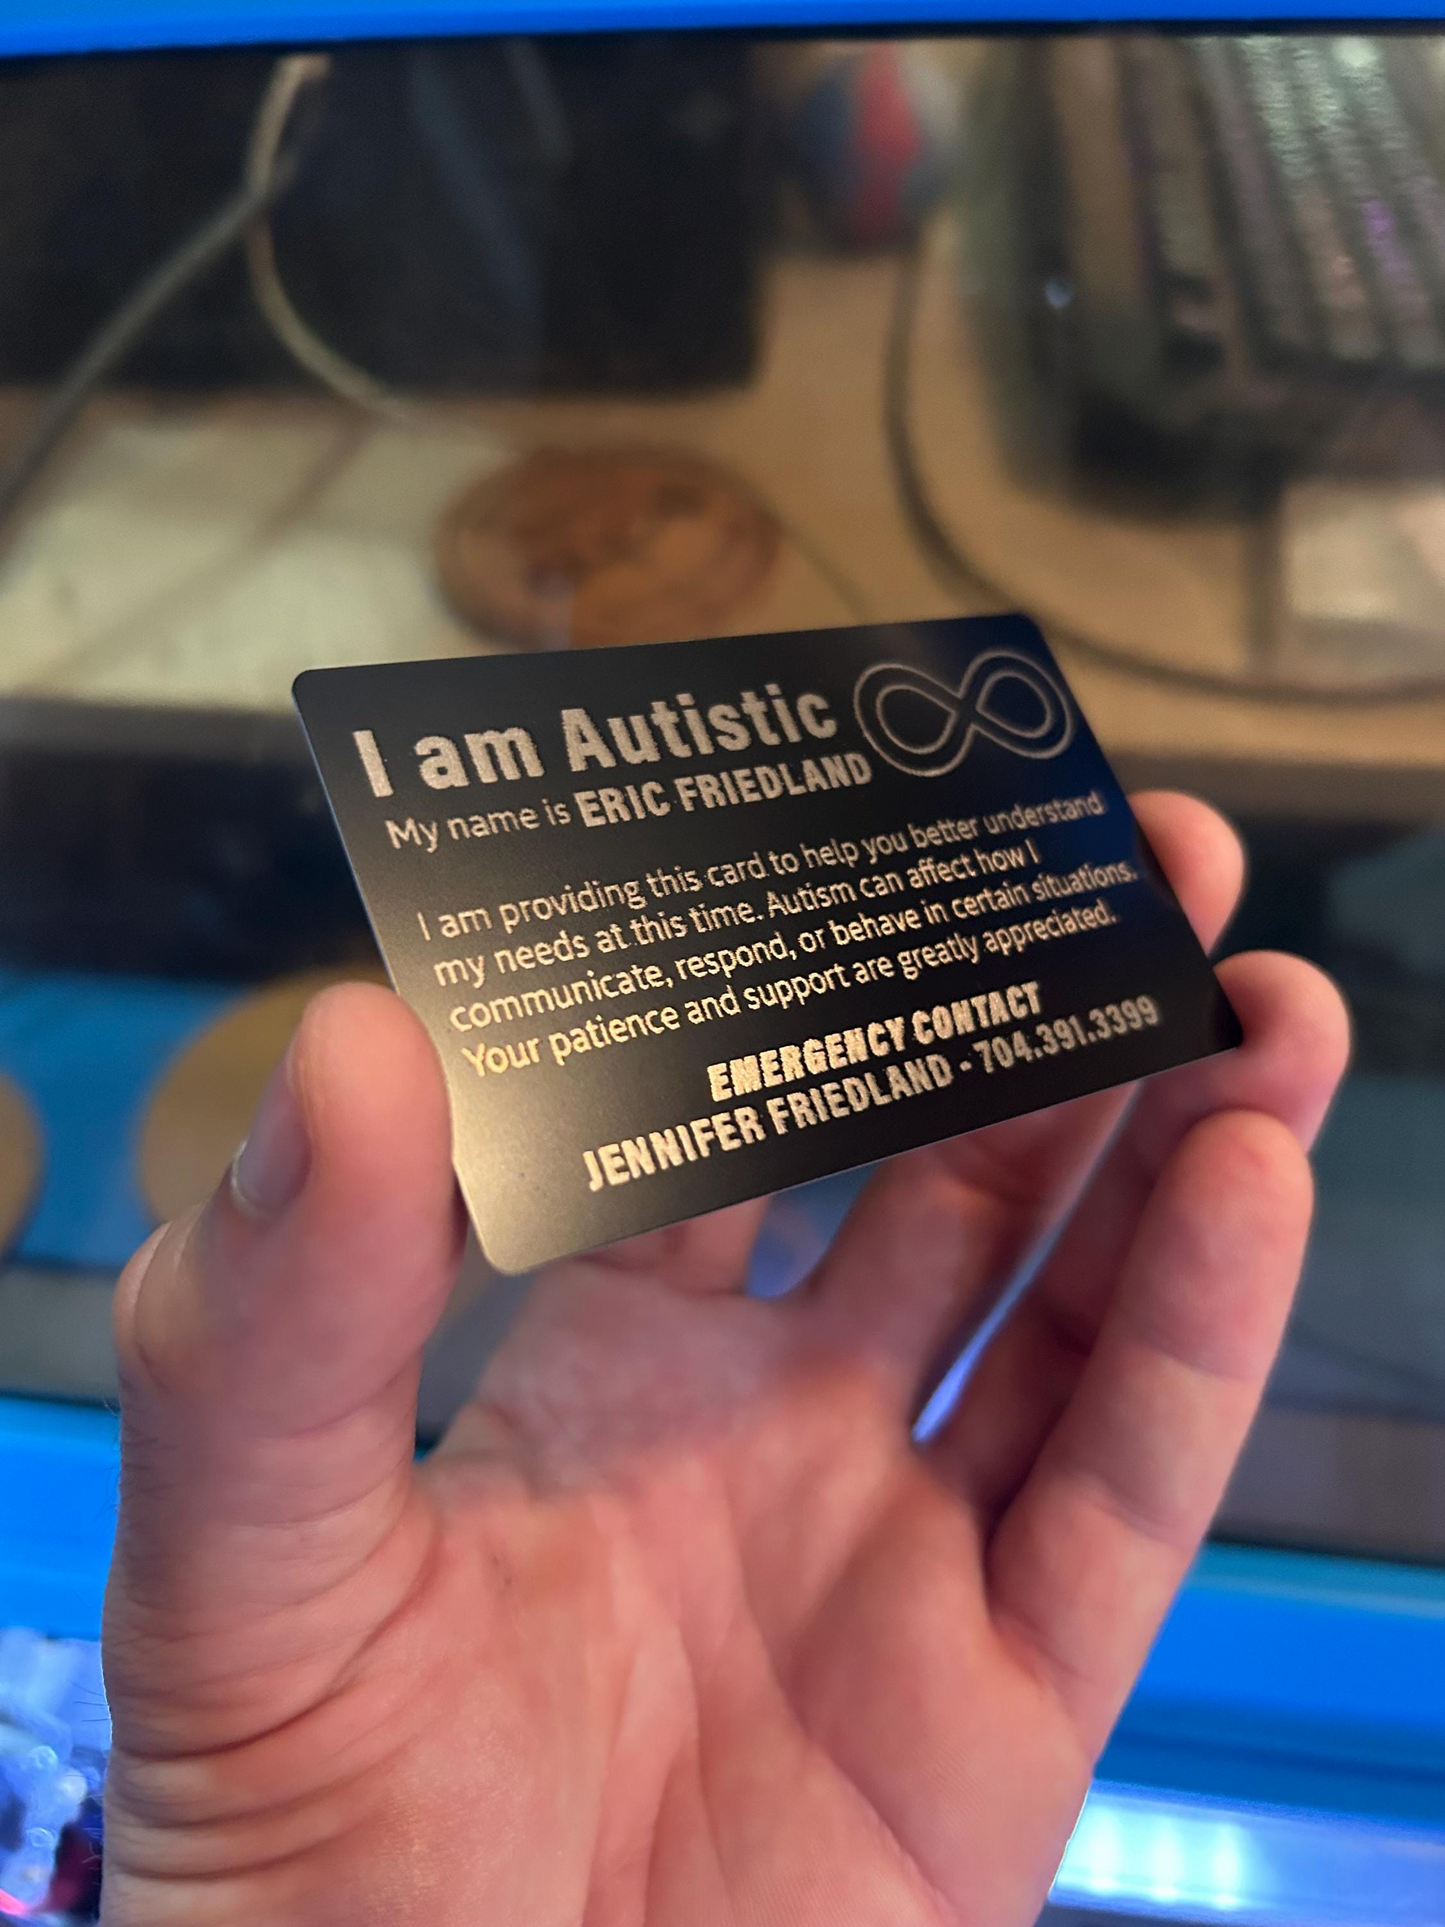 I am Autistic
My name is ERIC FRIEDLAND
I am providing this card to help you better understand
my needs at this time. Autism can affect how I
communicate, respond, or behave in certain situations.
Your patience and support are greatly appreciated.
EMERGENCY CONTACT
JENNIFER FRIEDLAND - 704.391.3399